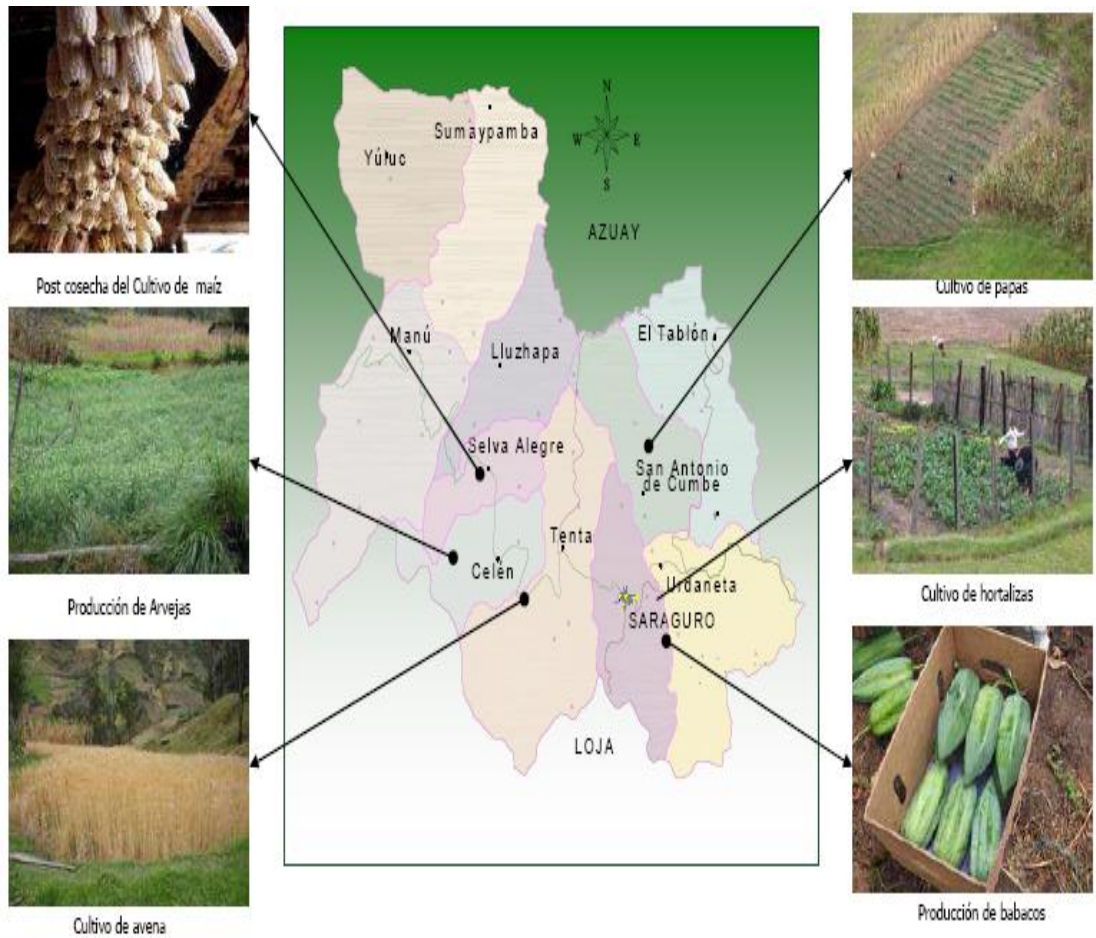 Post cosecha del Cultivo de maíz
Producción de Arvejas
Cultivo de avena
N
W E
S
Sumaypamba
Yúluc
AZUAY
Manú
Lluzhapa
El Tablón
Selva Alegre
San Antonio
de Cumbe
Tenta
Celén
Urdaneta
SARAGURO
LOJA
Cultivo de papas
Cultivo de hortalizas
Producción de babacos